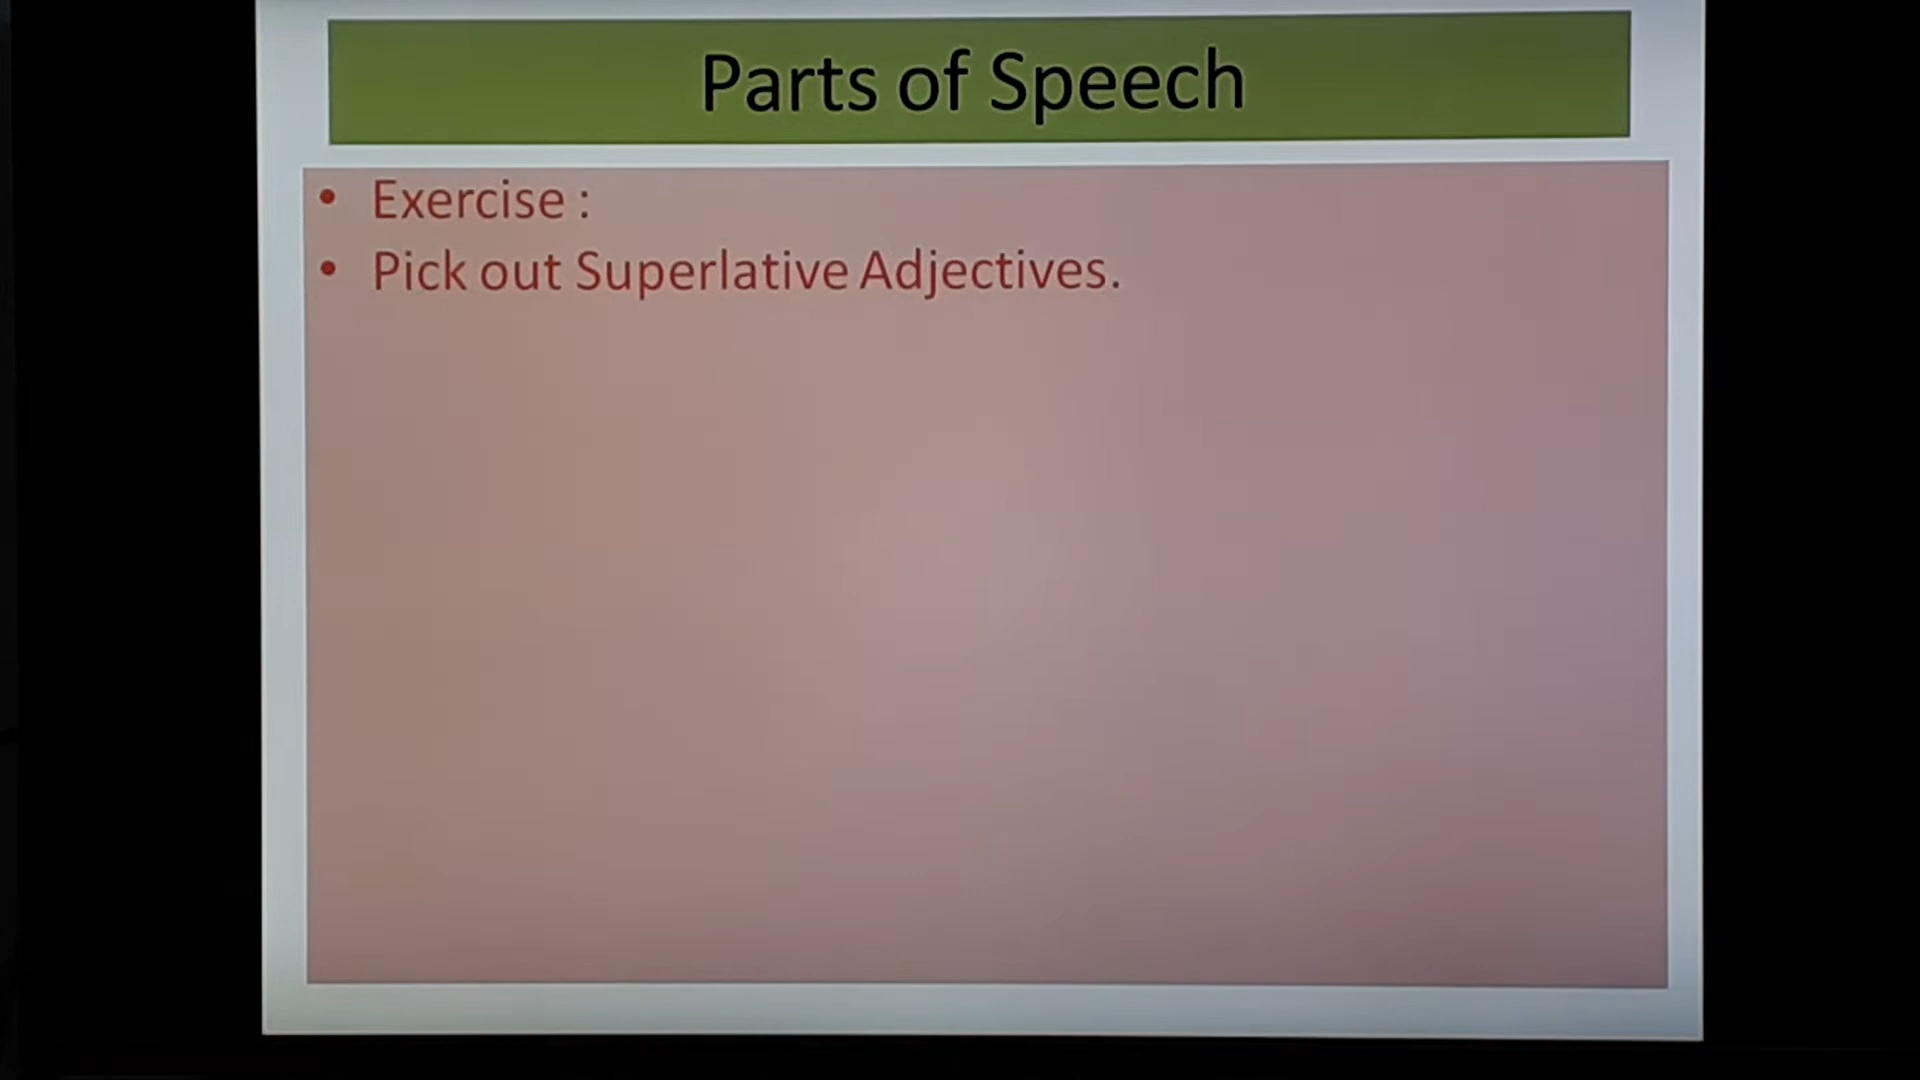 Parts of Speech
• Exercise :
• Pick out Superlative Adjectives.